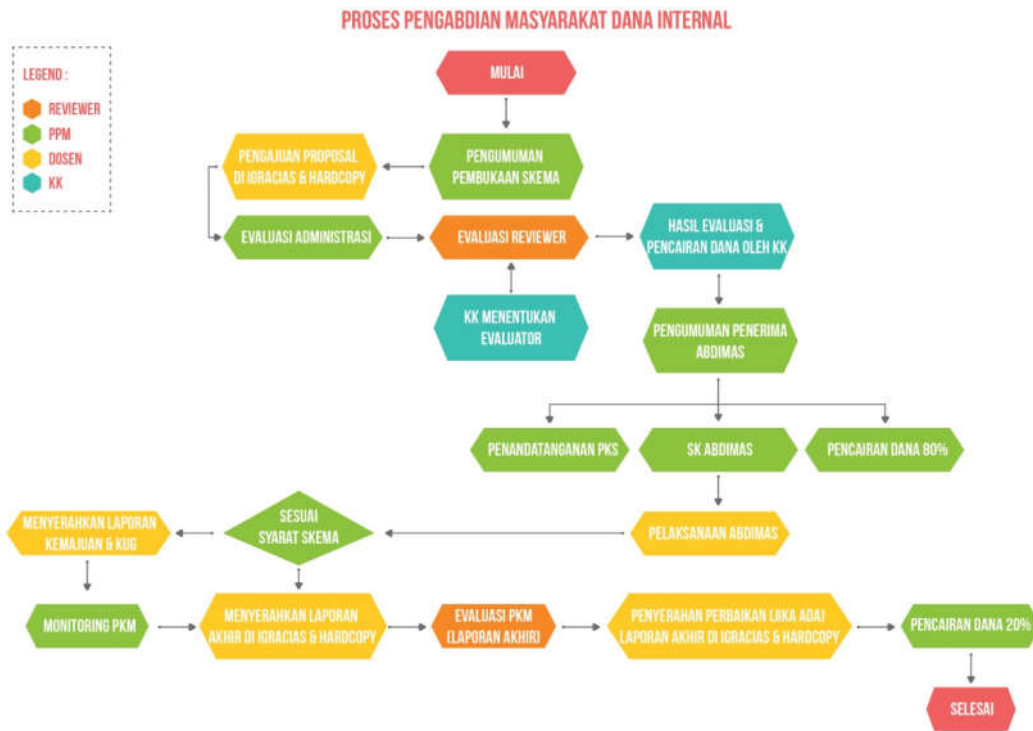 PROSES PENGABDIAN MASYARAKAT DANA INTERNAL
LEGEND :
REVIEWER
PPM
DOSEN
KK
MULAI
PENGAJUAN PROPOSAL
DI IGRACIAS & HARDCOPY
PENGUMUMAN
PEMBUKAAN SKEMA
EVALUASI ADMINISTRASI
EVALUASI REVIEWER
HASIL EVALUASI &
PENCAIRAN DANA OLEH KK
KK MENENTUKAN
EVALUATOR
PENGUMUMAN PENERIMA
ABDIMAS
PENANDATANGANAN PKS
SK ABDIMAS
PENCAIRAN DANA 80%
MENYERAHKAN LAPORAN
KEMAJUAN & KUG
SESUAI
SYARAT SKEMA
PELAKSANAAN ABDIMAS
MONITORING PKM
MENYERAHKAN LAPORAN
AKHIR DI IGRACIAS & HARDCOPY
EVALUASI PKM
(LAPORAN AKHIR)
PENYERAHAN PERBAIKAN (JIKA ADA)
LAPORAN AKHIR DI IGRACIAS & HARDCOPY
PENCAIRAN DANA 20%
SELESAI